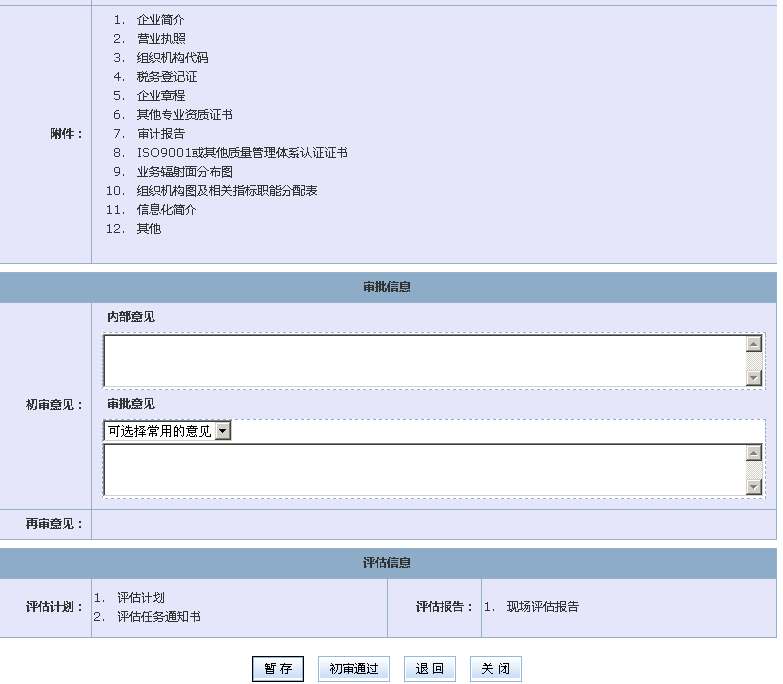 附件：
1. 企业简介
2. 营业执照
3. 组织机构代码
4. 税务登记证
5. 企业章程
6. 其他专业资质证书
7. 审计报告
8. ISO9001或其他质量管理体系认证证书
9. 业务辐射面分布图
10. 组织机构图及相关指标职能分配表
11. 信息化简介
12. 其他
审批信息
初审意见：
内部意见
审批意见
可选择常用的意见
再审意见：
评估信息
评估计划：
1. 评估计划
2. 评估任务通知书
评估报告：
1. 现场评估报告
暂 存 初审通过 退 回 关 闭